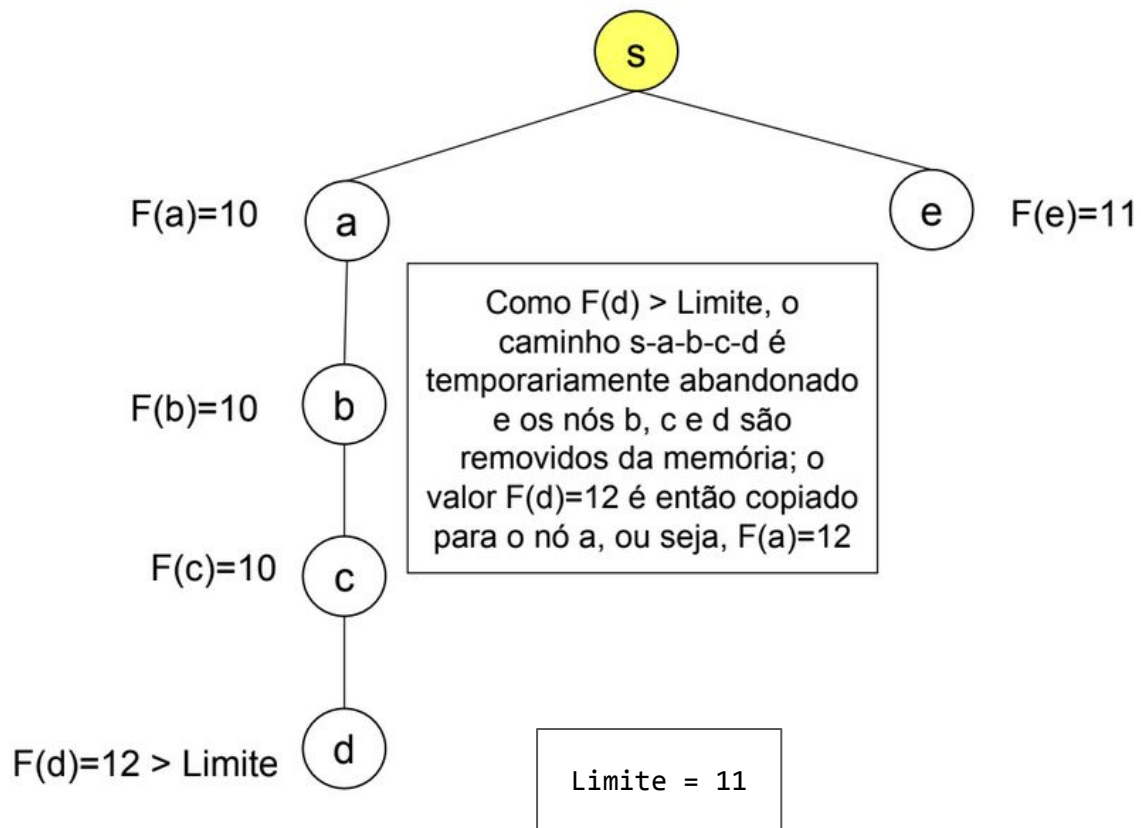 s
F(a)=10
a
e
F(e)=11
Como F(d) > Limite, o
caminho s-a-b-c-d é
temporariamente abandonado
e os nós b, c e d são
removidos da memória; o
valor F(d)=12 é então copiado
para o nó a, ou seja, F(a)=12
F(b)=10
b
F(c)=10
c
F(d)=12 > Limite
d
Limite = 11